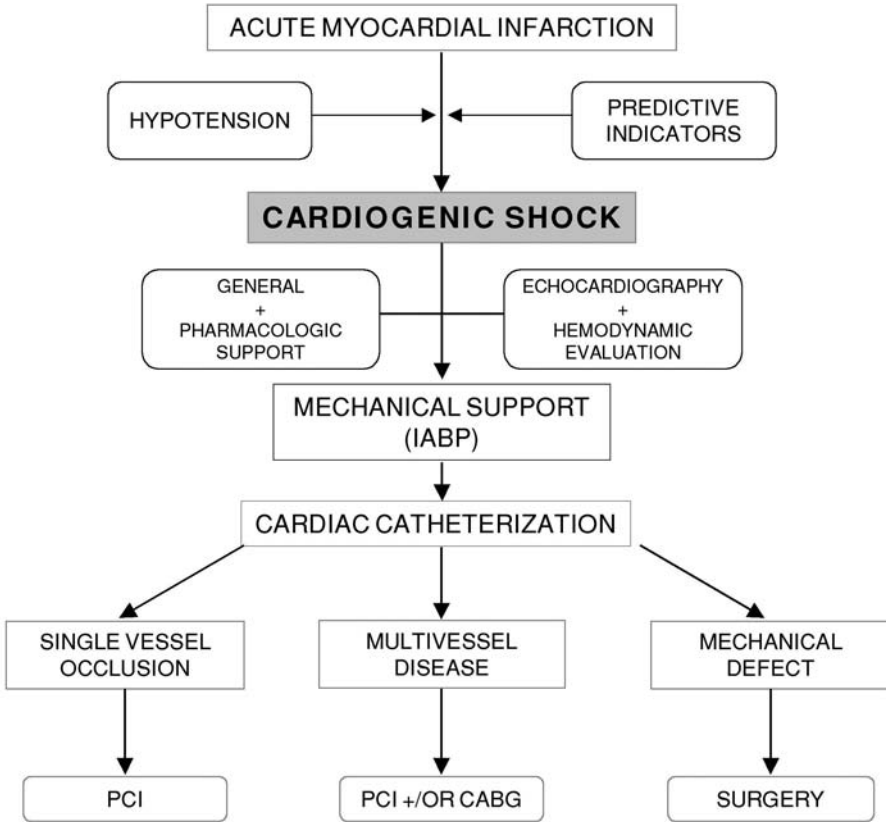 ACUTE MYOCARDIAL INFARCTION
HYPOTENSION
PREDICTIVE
INDICATORS
CARDIOGENIC SHOCK
GENERAL
+
PHARMACOLOGIC
SUPPORT
ECHOCARDIOGRAPHY
+
HEMODYNAMIC
EVALUATION
MECHANICAL SUPPORT
(IABP)
CARDIAC CATHETERIZATION
SINGLE VESSEL
OCCLUSION
MULTIVESSEL
DISEASE
MECHANICAL
DEFECT
PCI
PCI +/OR CABG
SURGERY